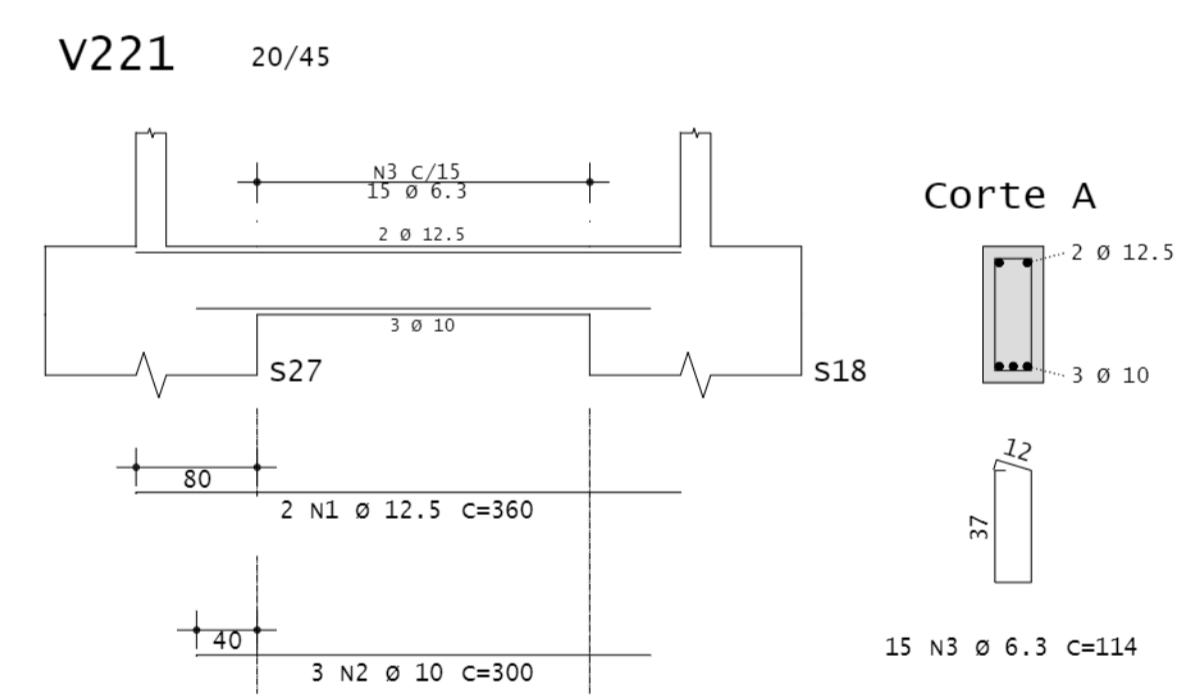 V221 20/45
N3 C/15
15 Ø 6.3
2 Ø 12.5
3 Ø 10
S27
S18
80
2 N1 Ø 12.5 C=360
40
3 N2 Ø 10 C=300
Corte A
2 Ø 12.5
3 Ø 10
12
37
15 N3 Ø 6.3 C=114